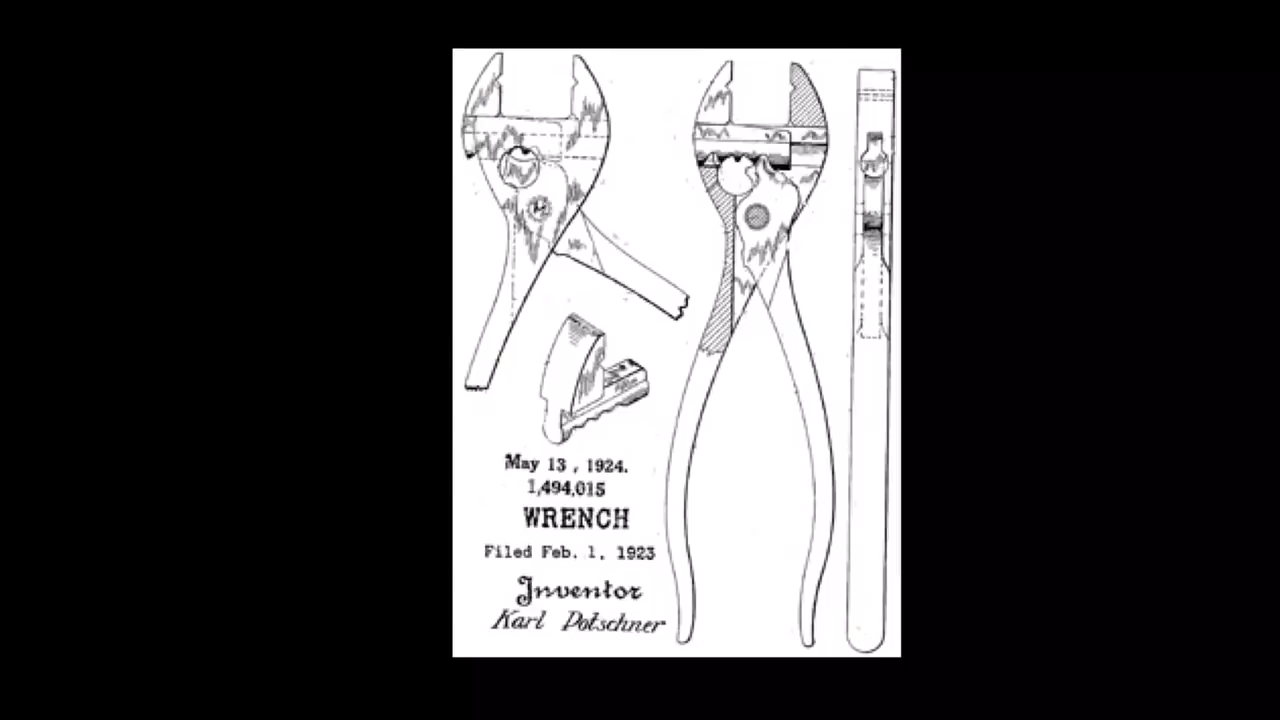 May 13, 1924.
1,494,015
WRENCH
Filed Feb. 1, 1923
Inventor
Karl Potschner